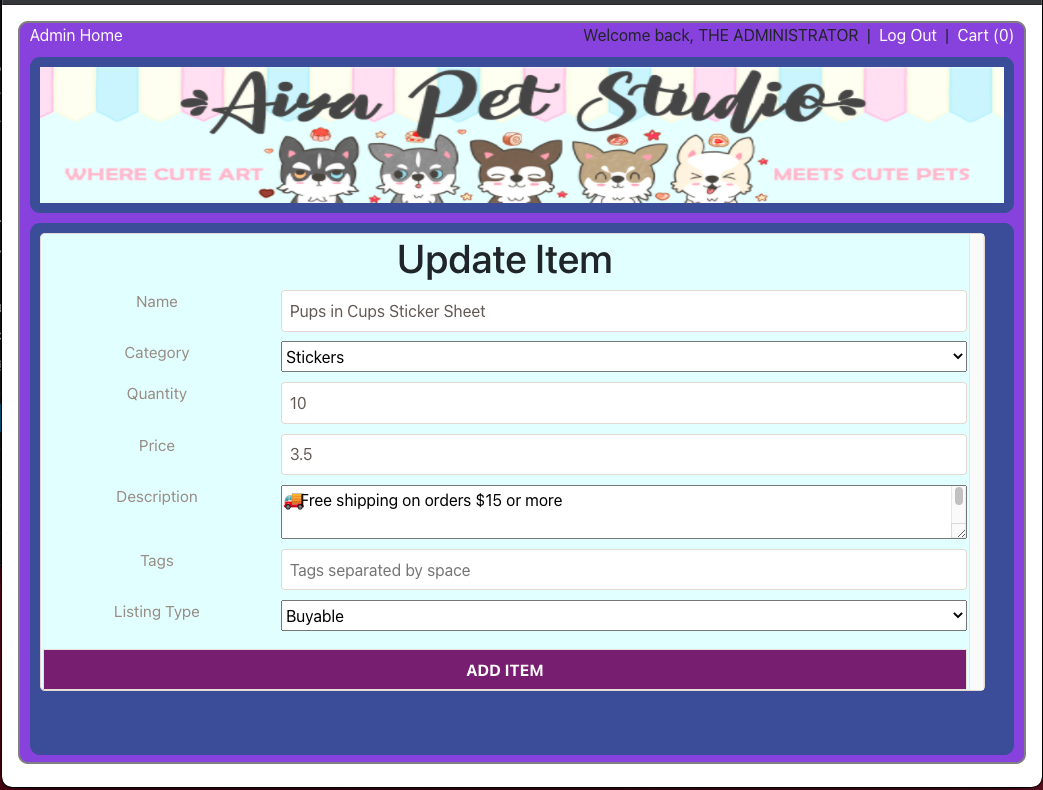 Admin Home
Welcome back, THE ADMINISTRATOR | Log Out | Cart (0)
Aiya Pet Studio
WHERE CUTE ART
MEETS CUTE PETS
Update Item
Name
Pups in Cups Sticker Sheet
Category
Stickers
Quantity
10
Price
3.5
Description
🚚Free shipping on orders $15 or more
Tags
Tags separated by space
Listing Type
Buyable
ADD ITEM